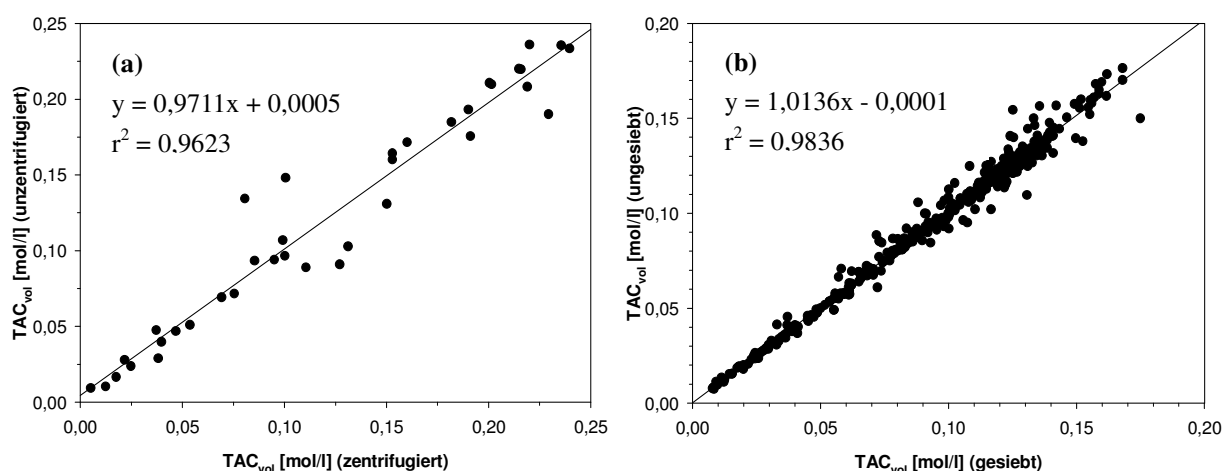 0,25
0,20
0,15
0,10
0,05
0,00
TAC_vol [mol/l] (unzentrifugiert)
(a)
y = 0,9711x + 0,0005
r² = 0,9623
0,00 0,05 0,10 0,15 0,20 0,25
TAC_vol [mol/l] (zentrifugiert)
0,20
0,15
0,10
0,05
0,00
TAC_vol [mol/l] (ungesiebt)
(b)
y = 1,0136x - 0,0001
r² = 0,9836
0,00 0,05 0,10 0,15 0,20
TAC_vol [mol/l] (gesiebt)